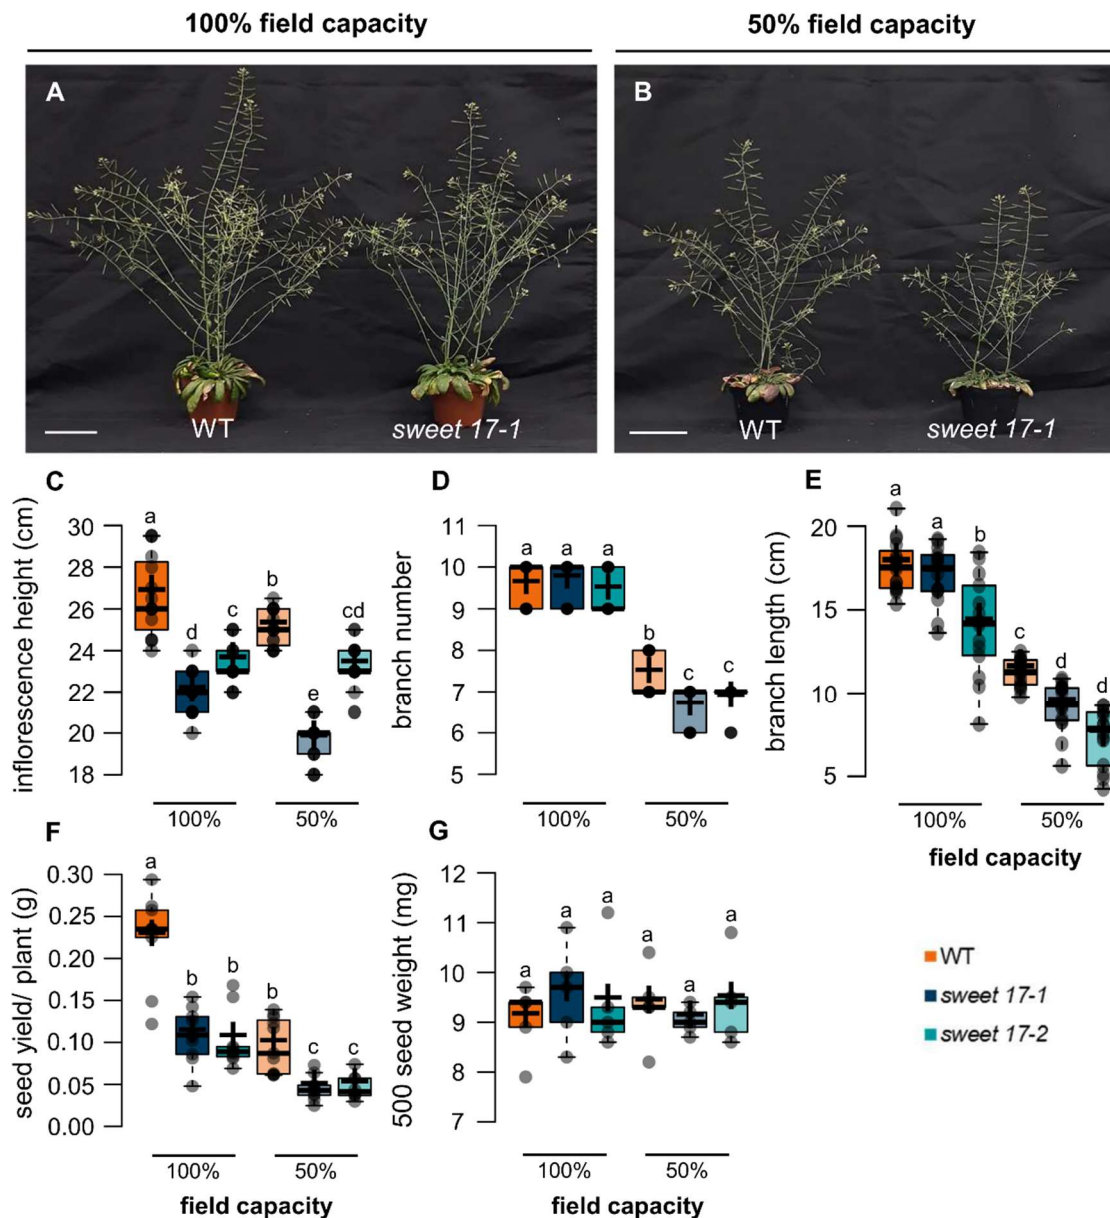 100% field capacity
50% field capacity
A
B
WT
sweet 17-1
WT
sweet 17-1
C
inflorescence height (cm)
30
28
26
24
22
20
18
a
d
c
b
e
cd
100%
50%
D
branch number
11
10
9
8
7
6
5
a
a
a
b
c
c
100%
50%
E
branch length (cm)
20
15
10
5
a
a
b
c
d
d
100%
50%
field capacity
F
seed yield/ plant (g)
0.30
0.25
0.20
0.15
0.10
0.05
0.00
a
b
b
b
c
c
100%
50%
field capacity
G
500 seed weight (mg)
12
11
10
9
8
7
a
a
a
a
a
a
100%
50%
field capacity
WT
sweet 17-1
sweet 17-2